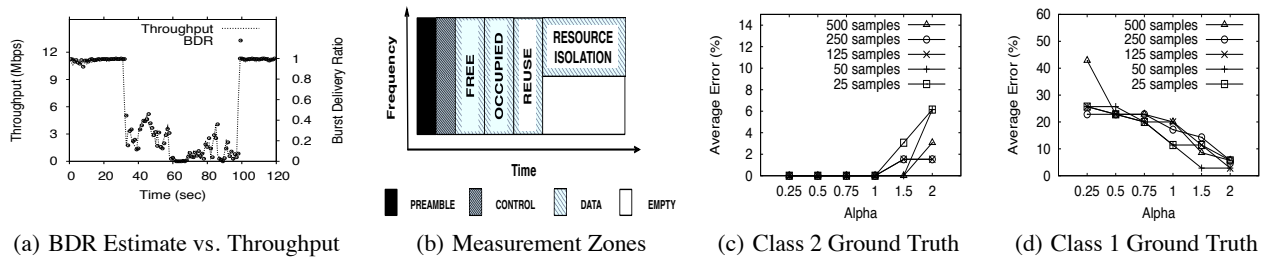 Throughput
BDR
Throughput (Mbps)
12
9
6
3
0
1
0.8
0.6
0.4
0.2
0
Burst Delivery Ratio
0 20 40 60 80 100 120
Time (sec)
(a) BDR Estimate vs. Throughput
Frequency
FREE
OCCUPIED
REUSE
RESOURCE
ISOLATION
Time
PREAMBLE CONTROL DATA EMPTY
(b) Measurement Zones
Average Error (%)
14
12
10
8
6
4
2
0
500 samples
250 samples
125 samples
50 samples
25 samples
0.25 0.5 0.75 1 1.5 2
Alpha
(c) Class 2 Ground Truth
Average Error (%)
60
50
40
30
20
10
0
500 samples
250 samples
125 samples
50 samples
25 samples
0.25 0.5 0.75 1 1.5 2
Alpha
(d) Class 1 Ground Truth